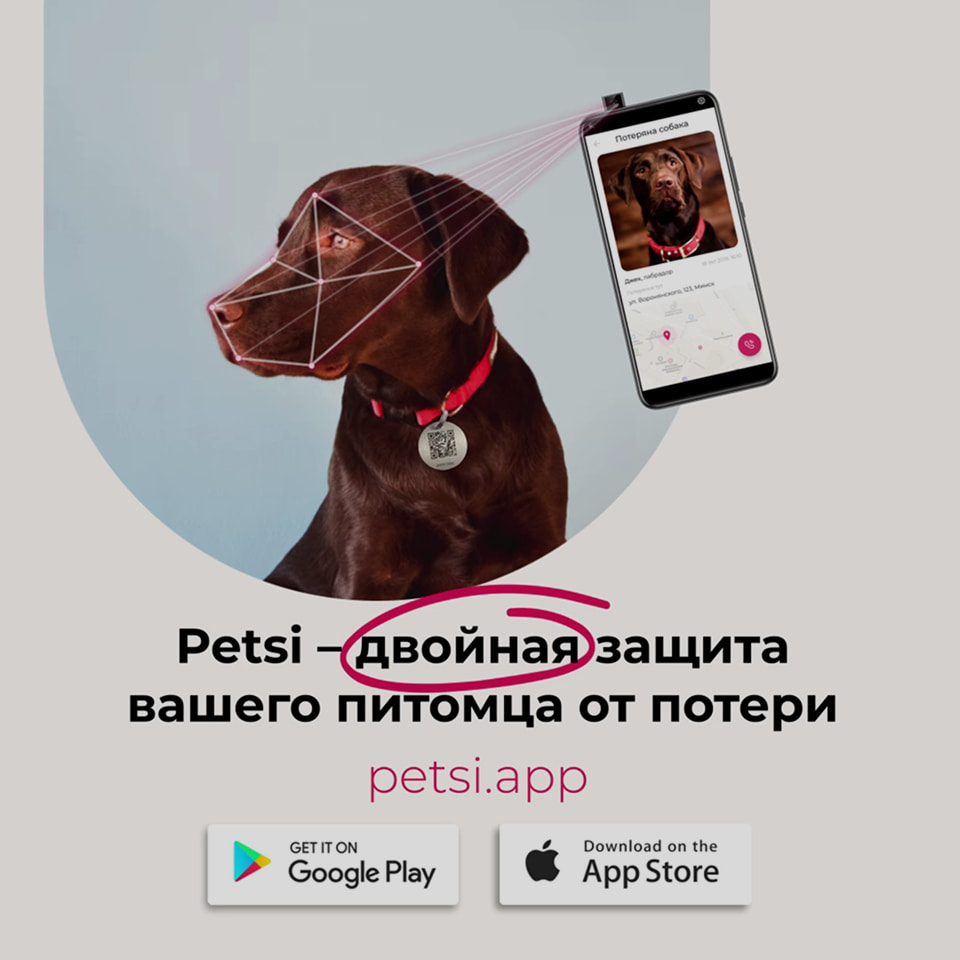 Потеряна собака
Джек, лабрадор
ул. Воронянского, 123, Минск
Petsi – двойная защита
вашего питомца от потери
petsi.app
GET IT ON
Google Play
Download on the
App Store